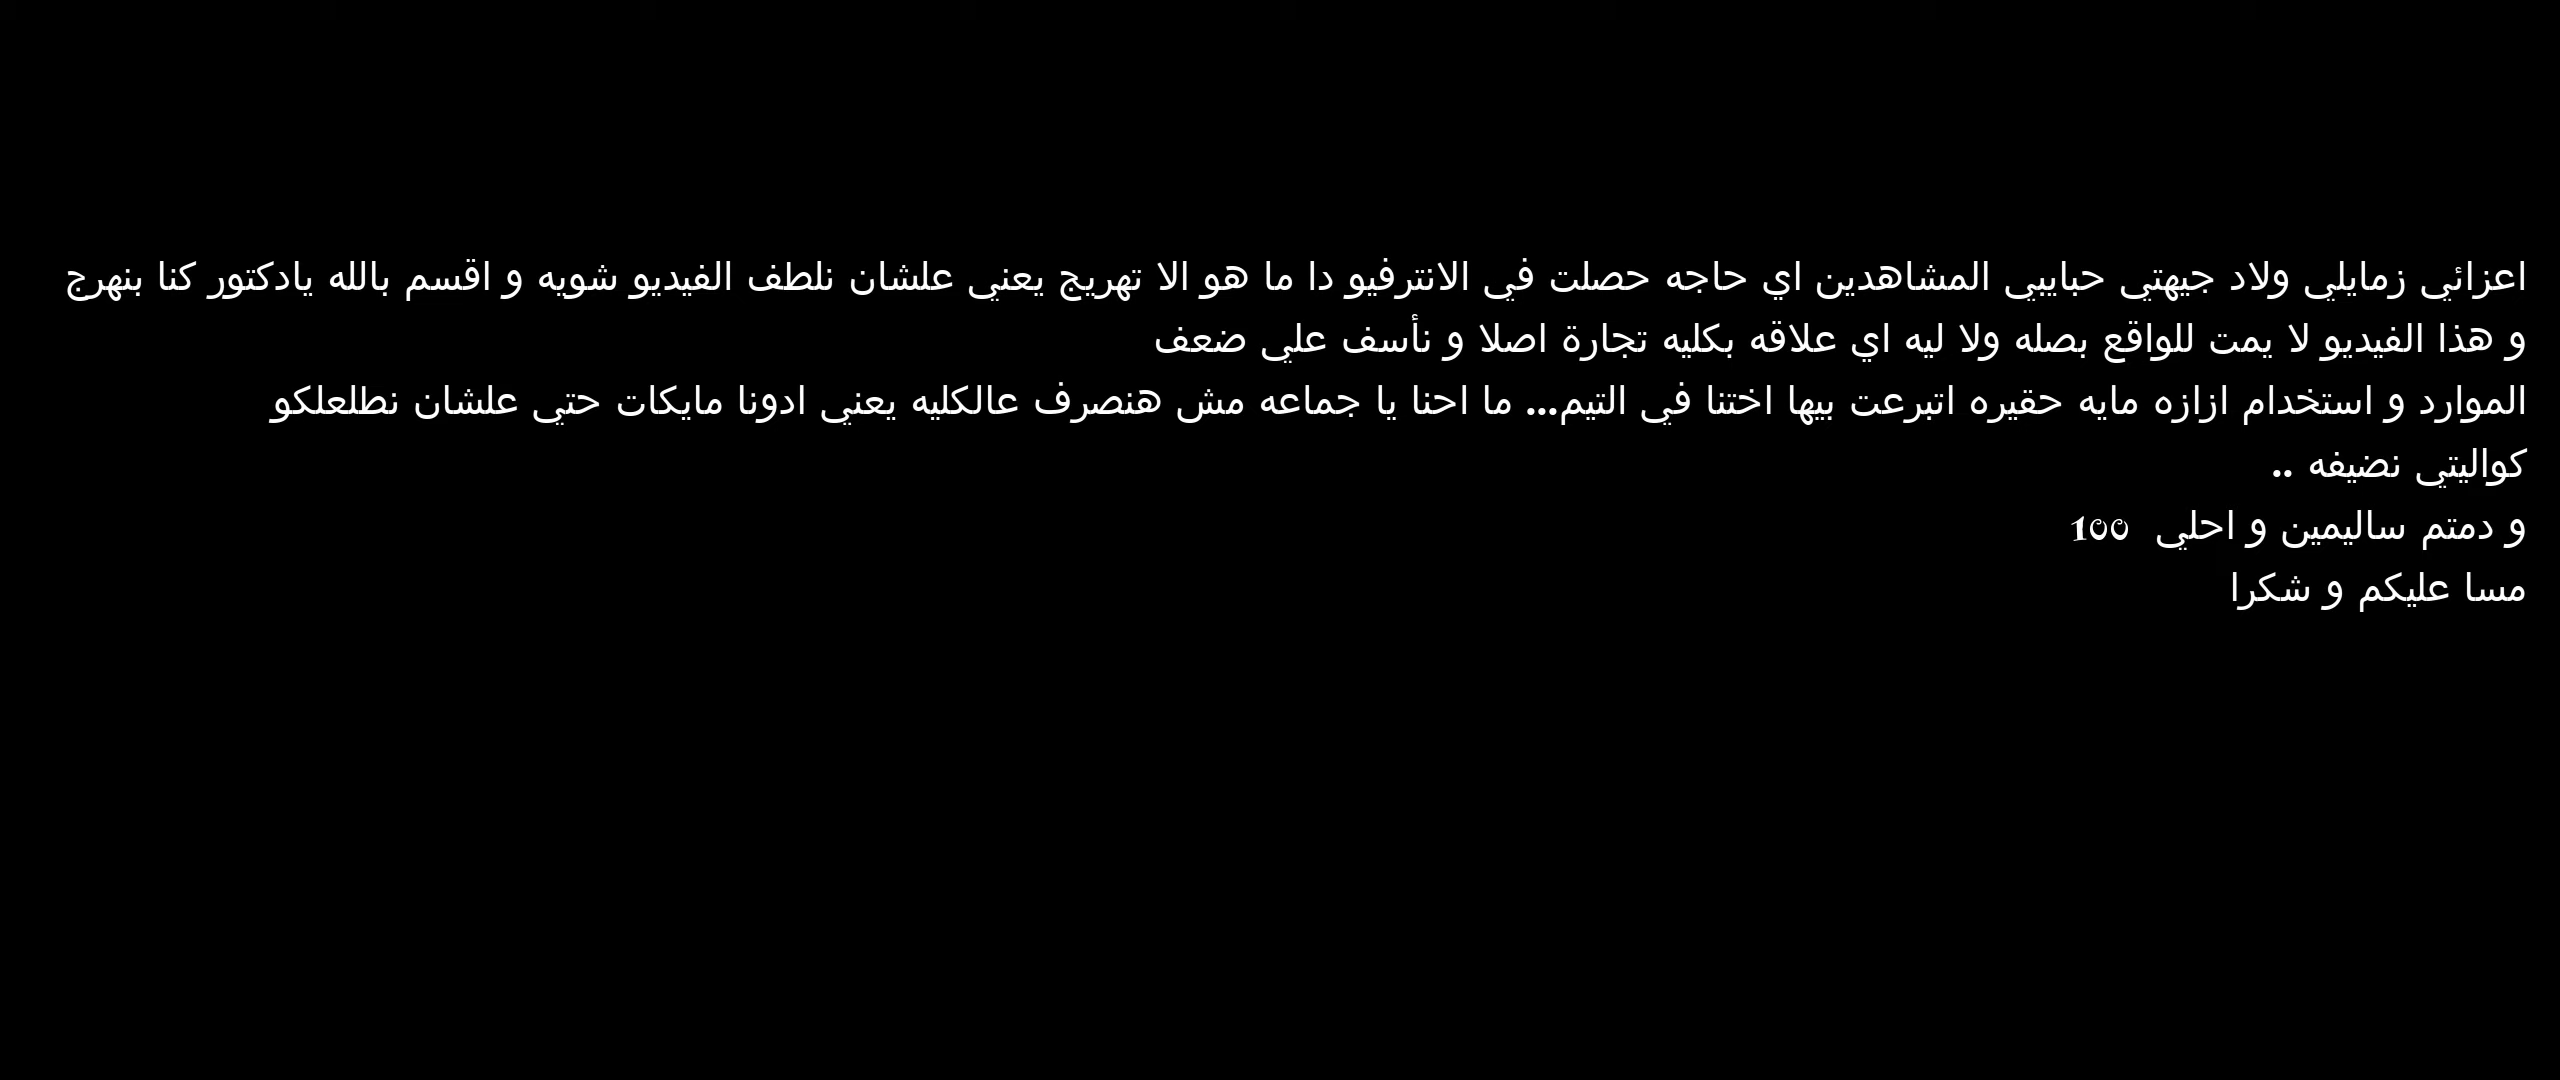 اعزائي زمايلي ولاد جيهتي حبايبي المشاهدين اي حاجه حصلت في الانترفيو دا ما هو الا تهريج يعني علشان نلطف الفيديو شويه و اقسم بالله يادكتور كنا بنهرج
و هذا الفيديو لا يمت للواقع بصله ولا ليه اي علاقه بكليه تجارة اصلا و نأسف علي ضعف
الموارد و استخدام ازازه مايه حقيره اتبرعت بيها اختنا في التيم... ما احنا يا جماعه مش هنصرف عالكليه يعني ادونا مايكات حتي علشان نطلعلكو
كواليتي نضيفه ..
و دمتم ساليمين و احلي 100
مسا عليكم و شكرا